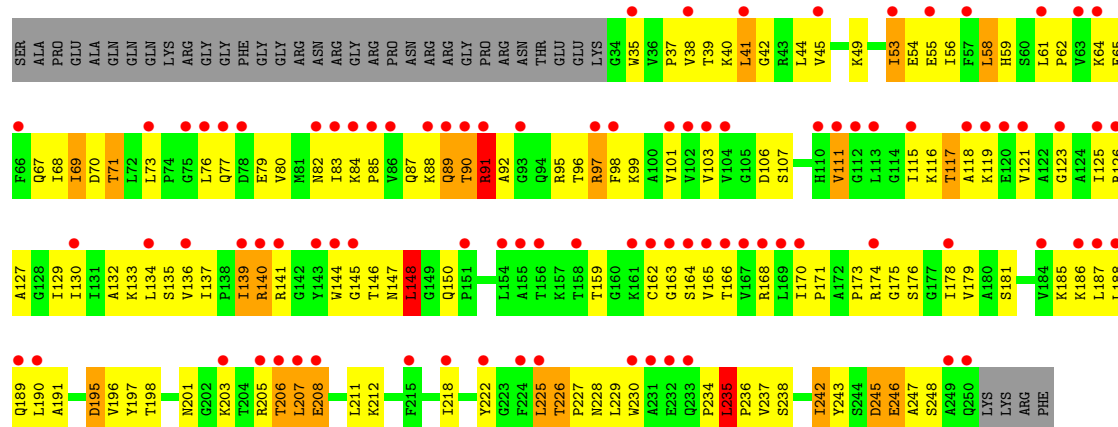 SER ALA PRO GLU ALA GLN GLN GLN LYS ARG GLY GLY PHE GLY GLY ARG ASN ARG GLY ARG PRO ASN ARG ARG GLY PRO ARG ASN THR GLU GLU LYS G34 W35 V36 P37 V38 T39 K40 L41 G42 R43 L44 V45 K49 I53 E54 E55 I56 F57 L58 H59 S60 L61 P62 V63 K64 E65
F66 Q67 I68 I69 D70 T71 L72 L73 P74 G75 L76 Q77 D78 E79 V80 M81 N82 I83 K84 P85 V86 Q87 K88 Q89 T90 R91 A92 G93 Q94 R95 T96 R97 F98 K99 A100 V101 V102 V103 V104 G105 D106 S107 H110 V111 G112 L113 G114 I115 K116 T117 A118 K119 E120 V121 A122 G123 A124 I125 R126
A127 G128 I129 I130 I131 A132 K133 L134 S135 V136 I137 P138 I139 R140 R141 G142 Y143 W144 G145 T146 N147 L148 G149 Q150 P151 L154 A155 T156 K157 T158 T159 G160 K161 C162 G163 S164 V165 T166 V167 R168 L169 I170 P171 A172 P173 R174 G175 S176 G177 I178 V179 A180 S181 V184 K185 K186 L187 L188
Q189 L190 A191 D195 V196 Y197 T198 N201 G202 K203 T204 R205 T206 L207 E208 L211 K212 F215 I218 Y222 G223 F224 L225 T226 P227 N228 L229 W230 A231 E232 Q233 P234 L235 P236 V237 S238 I242 Y243 S244 D245 E246 A247 S248 A249 Q250 LYS LYS ARG PHE